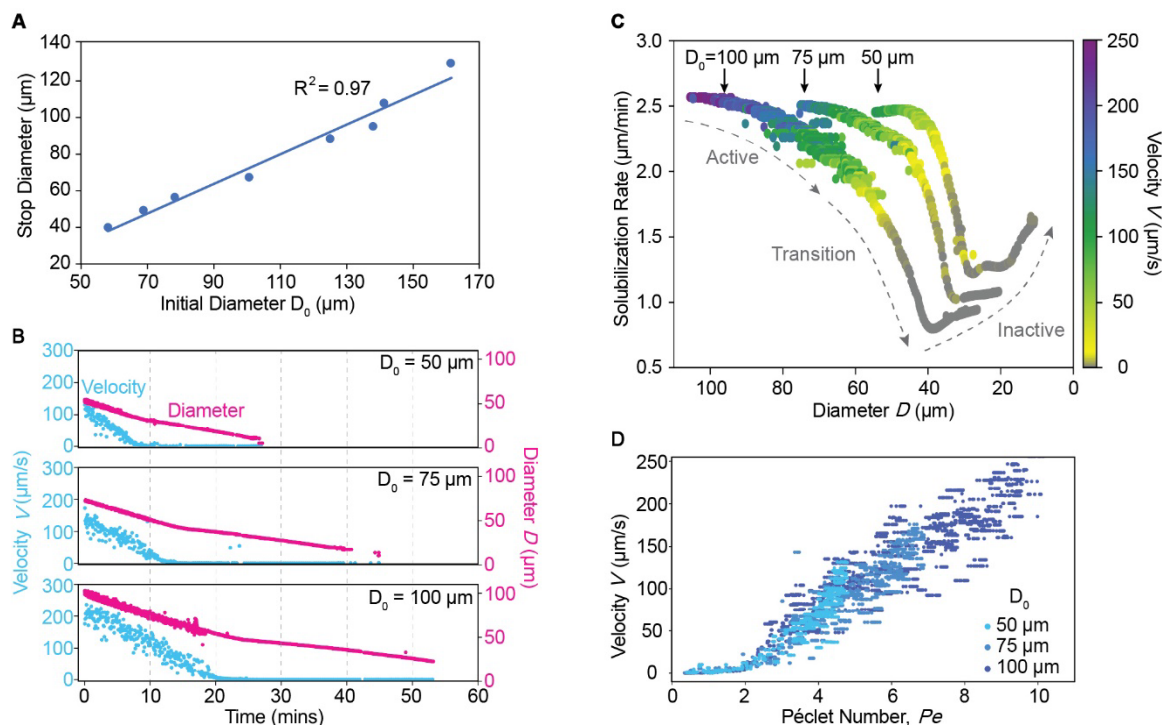 A
Stop Diameter (μm)
140
120
100
80
60
40
20
R² = 0.97
50 70 90 110 130 150 170
Initial Diameter D₀ (μm)
B
300
200
100
0
Velocity
Diameter
D₀ = 50 μm
100
50
0
300
200
100
0
D₀ = 75 μm
100
50
0
300
200
100
0
D₀ = 100 μm
100
50
0
Velocity V (μm/s)
Diameter D (μm)
0 10 20 30 40 50 60
Time (mins)
C
Solubilization Rate (μm/min)
3.0
2.5
2.0
1.5
1.0
0.5
D₀=100 μm 75 μm 50 μm
Active
Transition
Inactive
100 80 60 40 20 0
Diameter D (μm)
250
200
150
100
50
0
Velocity V (μm/s)
D
Velocity V (μm/s)
250
200
150
100
50
0
D₀
50 μm
75 μm
100 μm
0 2 4 6 8 10
Péclet Number, Pe